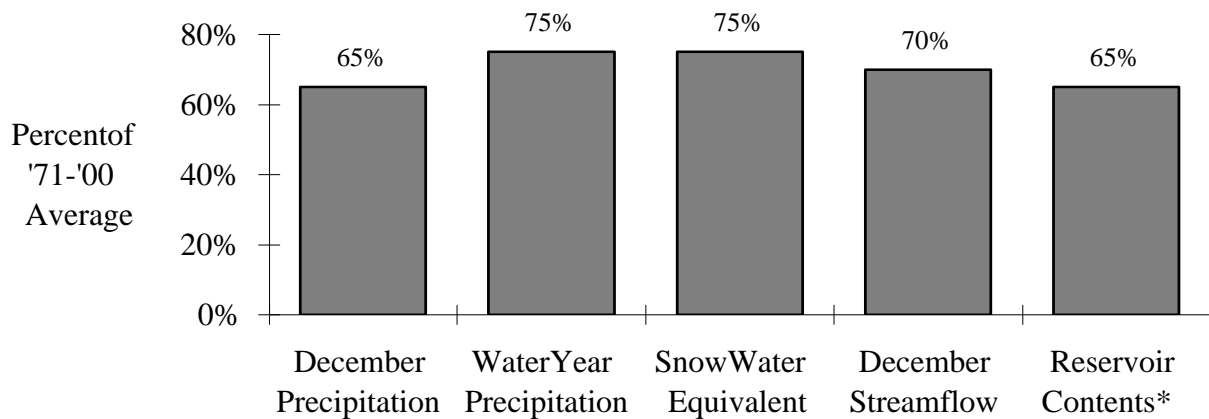 Percentof
'71-'00
Average
80%
60%
40%
20%
0%
65%
75%
75%
70%
65%
December
Precipitation
WaterYear
Precipitation
SnowWater
Equivalent
December
Streamflow
Reservoir
Contents*